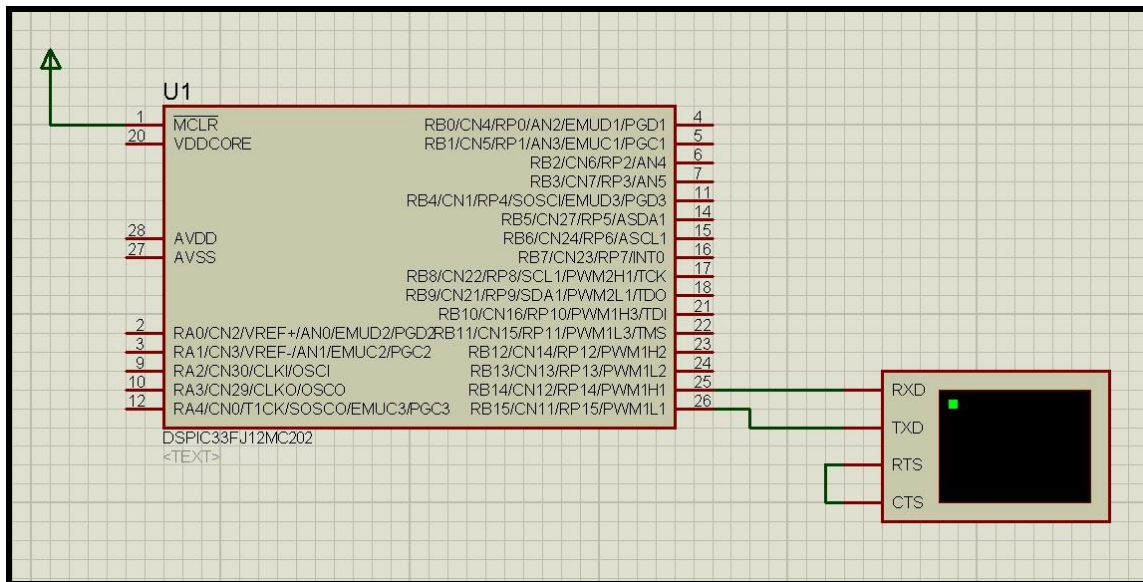 U1
1 MCLR RB0/CN4/RP0/AN2/EMUD1/PGD1 4
20 VDDCORE RB1/CN5/RP1/AN3/EMUC1/PGC1 5
RB2/CN6/RP2/AN4 6
RB3/CN7/RP3/AN5 7
RB4/CN1/RP4/SOSCI/EMUD3/PGD3 11
RB5/CN27/RP5/ASDA1 14
28 AVDD RB6/CN24/RP6/ASCL1 15
27 AVSS RB7/CN23/RP7/INT0 16
RB8/CN22/RP8/SCL1/PWM2H1/TCK 17
RB9/CN21/RP9/SDA1/PWM2L1/TDO 18
RB10/CN16/RP10/PWM1H3/TDI 21
2 RA0/CN2/VREF+/AN0/EMUD2/PGD2 RB11/CN15/RP11/PWM1L3/TMS 22
3 RA1/CN3/VREF-/AN1/EMUC2/PGC2 RB12/CN14/RP12/PWM1H2 23
9 RA2/CN30/CLKI/OSCI RB13/CN13/RP13/PWM1L2 24
10 RA3/CN29/CLKO/OSCO RB14/CN12/RP14/PWM1H1 25 RXD
12 RA4/CN0/T1CK/SOSCO/EMUC3/PGC3 RB15/CN11/RP15/PWM1L1 26
TXD
DSPIC33FJ12MC202
<TEXT>
RTS
CTS